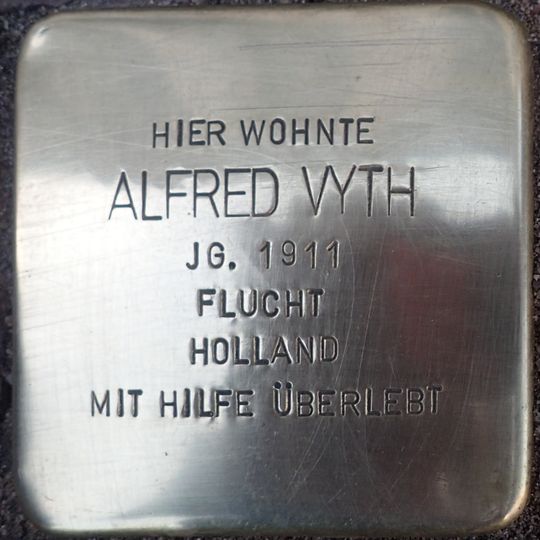 HIER WOHNTE
ALFRED VYTH
JG. 1911
FLUCHT
HOLLAND
MIT HILFE ÜBERLEBT